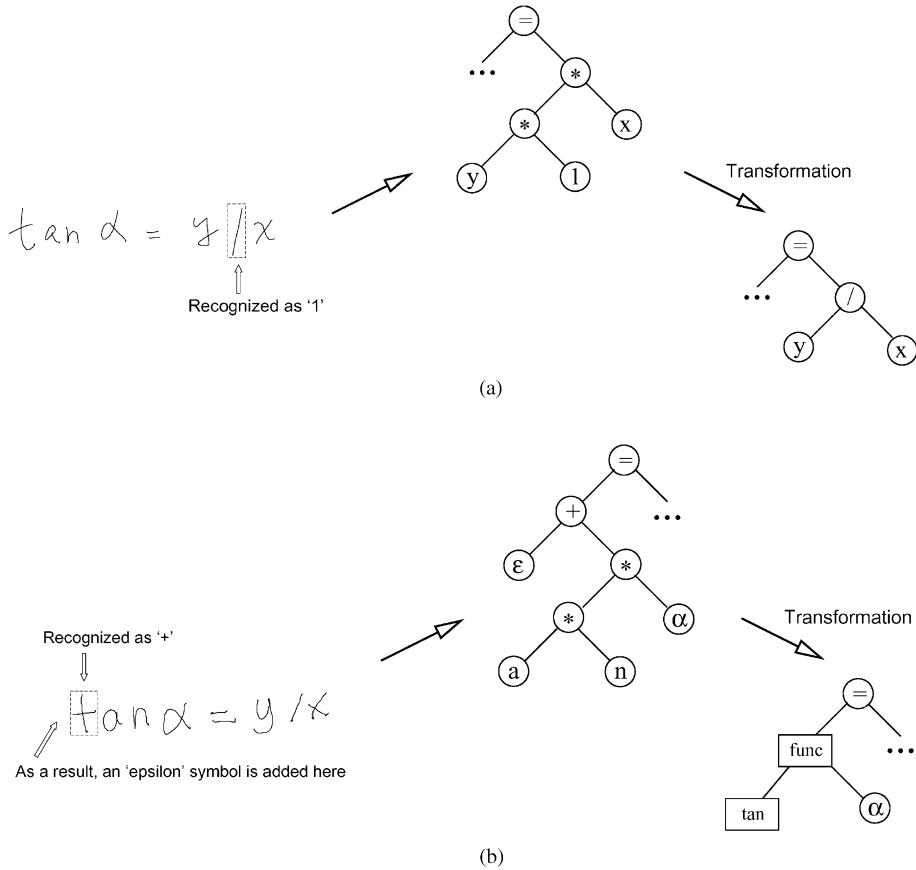 =
... *
* x
y 1
Transformation
tan α = y / x
=
Recognized as ‘1’
... /
y x
(a)
=
+ ...
ε *
* α
Transformation
Recognized as ‘+’
a n
tan α = y / x
=
func ...
As a result, an ‘epsilon’ symbol is added here
tan α
(b)